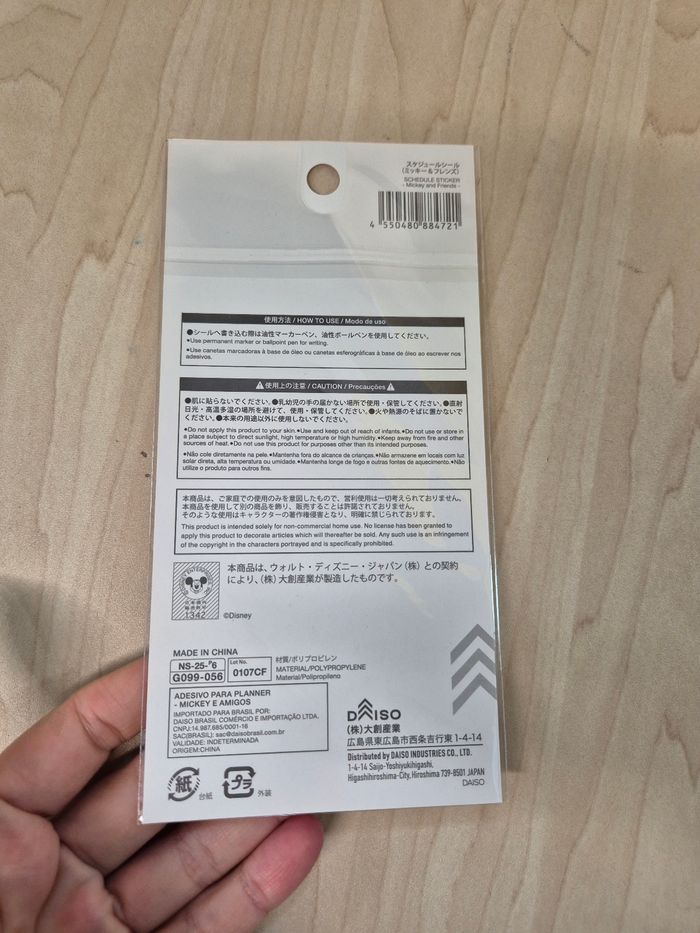 スケジュールシール
(ミッキー&フレンズ)
SCHEDULE STICKER
- Mickey and Friends -
4 550480 884721
使用方法 / HOW TO USE / Modo de uso
●シールへ書き込む際は油性マーカーペン、油性ボールペンを使用してください。
•Use permanent marker or ballpoint pen for writing.
•Use canetas marcadoras à base de óleo ou canetas esferográficas à base de óleo ao escrever nos
adesivos.
⚠使用上の注意 / CAUTION / Precauções⚠
●肌に貼らないでください。●乳幼児の手の届かない場所で使用・保管してください。●直射
日光・高温多湿の場所を避けて、使用・保管してください。●火や熱源のそばに置かないで
ください。●本来の用途以外に使用しないでください。
•Do not apply this product to your skin.•Use and keep out of reach of infants.•Do not use or store in
a place subject to direct sunlight, high temperature or high humidity.•Keep away from fire and other
sources of heat.•Do not use this product for purposes other than its intended purposes.
•Não cole diretamente na pele.•Mantenha fora do alcance de crianças.•Não armazene em locais com luz
solar direta, alta temperatura ou umidade.•Mantenha longe de fogo e outras fontes de aquecimento.•Não
utilize o produto para outros fins.
本商品は、ご家庭での使用のみを意図したもので、営利使用は一切考えられておりません。
本商品を使用して別の商品を飾り、販売することは許諾されておりません。
そのような使用はキャラクターの著作権侵害となり、明確に禁じられております。
This product is intended solely for non-commercial home use. No license has been granted to
apply this product to decorate articles which will thereafter be sold. Any such use is an infringement
of the copyright in the characters portrayed and is specifically prohibited.
本商品は、ウォルト・ディズニー・ジャパン(株)との契約
により、(株)大創産業が製造したものです。
1342
©Disney
MADE IN CHINA
NS-25-P6
G099-056
Lot No.
0107CF
材質/ポリプロピレン
MATERIAL/POLYPROPYLENE
Material/Polipropileno
ADESIVO PARA PLANNER
- MICKEY E AMIGOS
IMPORTADO PARA BRASIL POR:
DAISO BRASIL COMÉRCIO E IMPORTAÇÃO LTDA.
CNPJ:14.987.685/0001-16
SAC(BRASIL): sac@daisobrasil.com.br
VALIDADE: INDETERMINADA
ORIGEM:CHINA
紙 台紙
プラ 外装
DAISO
(株)大創産業
広島県東広島市西条吉行東1-4-14
Distributed by DAISO INDUSTRIES CO., LTD.
1-4-14 Saijo-Yoshiyukihigashi,
Higashihiroshima-City, Hiroshima 739-8501 JAPAN
DAISO